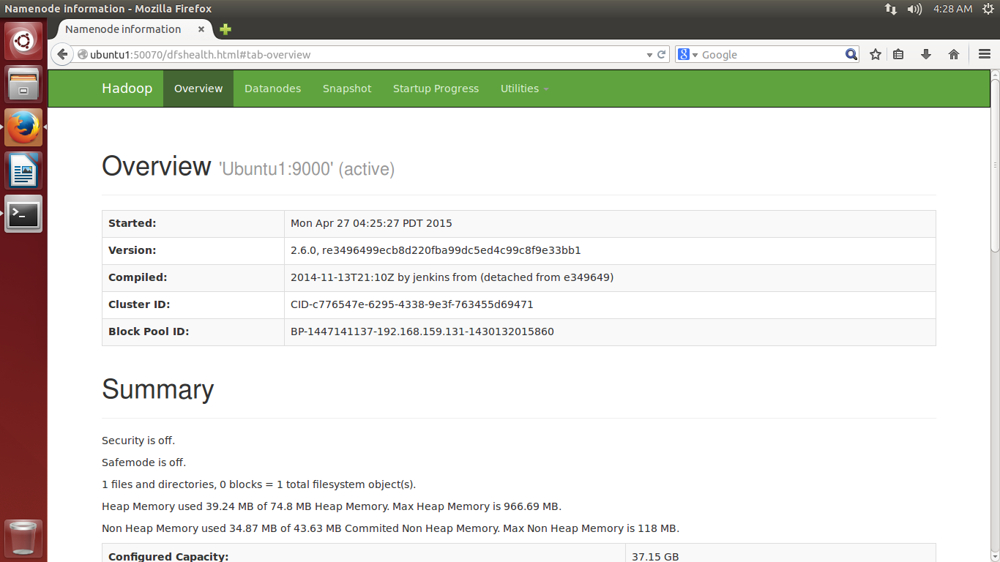 Namenode information - Mozilla Firefox
4:28 AM
Namenode information
ubuntu1:50070/dfshealth.html#tab-overview
Google
Hadoop Overview Datanodes Snapshot Startup Progress Utilities
Overview 'Ubuntu1:9000' (active)
Started: Mon Apr 27 04:25:27 PDT 2015
Version: 2.6.0, re3496499ecb8d220fba99dc5ed4c99c8f9e33bb1
Compiled: 2014-11-13T21:10Z by jenkins from (detached from e349649)
Cluster ID: CID-c776547e-6295-4338-9e3f-763455d69471
Block Pool ID: BP-1447141137-192.168.159.131-1430132015860
Summary
Security is off.
Safemode is off.
1 files and directories, 0 blocks = 1 total filesystem object(s).
Heap Memory used 39.24 MB of 74.8 MB Heap Memory. Max Heap Memory is 966.69 MB.
Non Heap Memory used 34.87 MB of 43.63 MB Commited Non Heap Memory. Max Non Heap Memory is 118 MB.
Configured Capacity: 37.15 GB